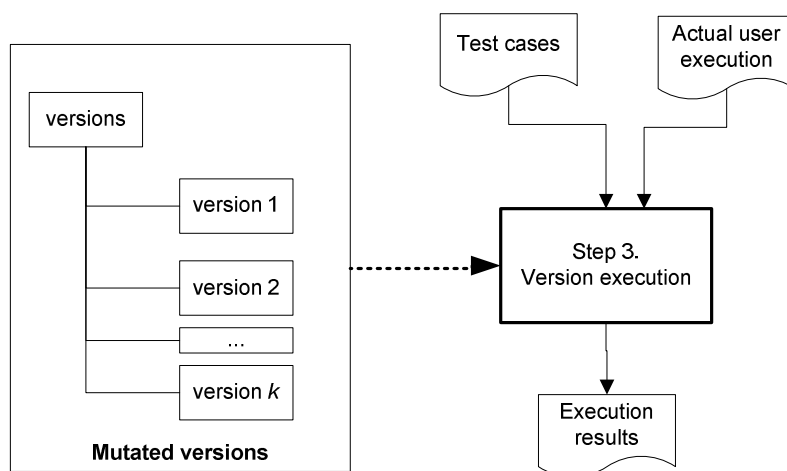 Test cases
Actual user
execution
versions
version 1
version 2
...
version k
Mutated versions
Step 3.
Version execution
Execution
results